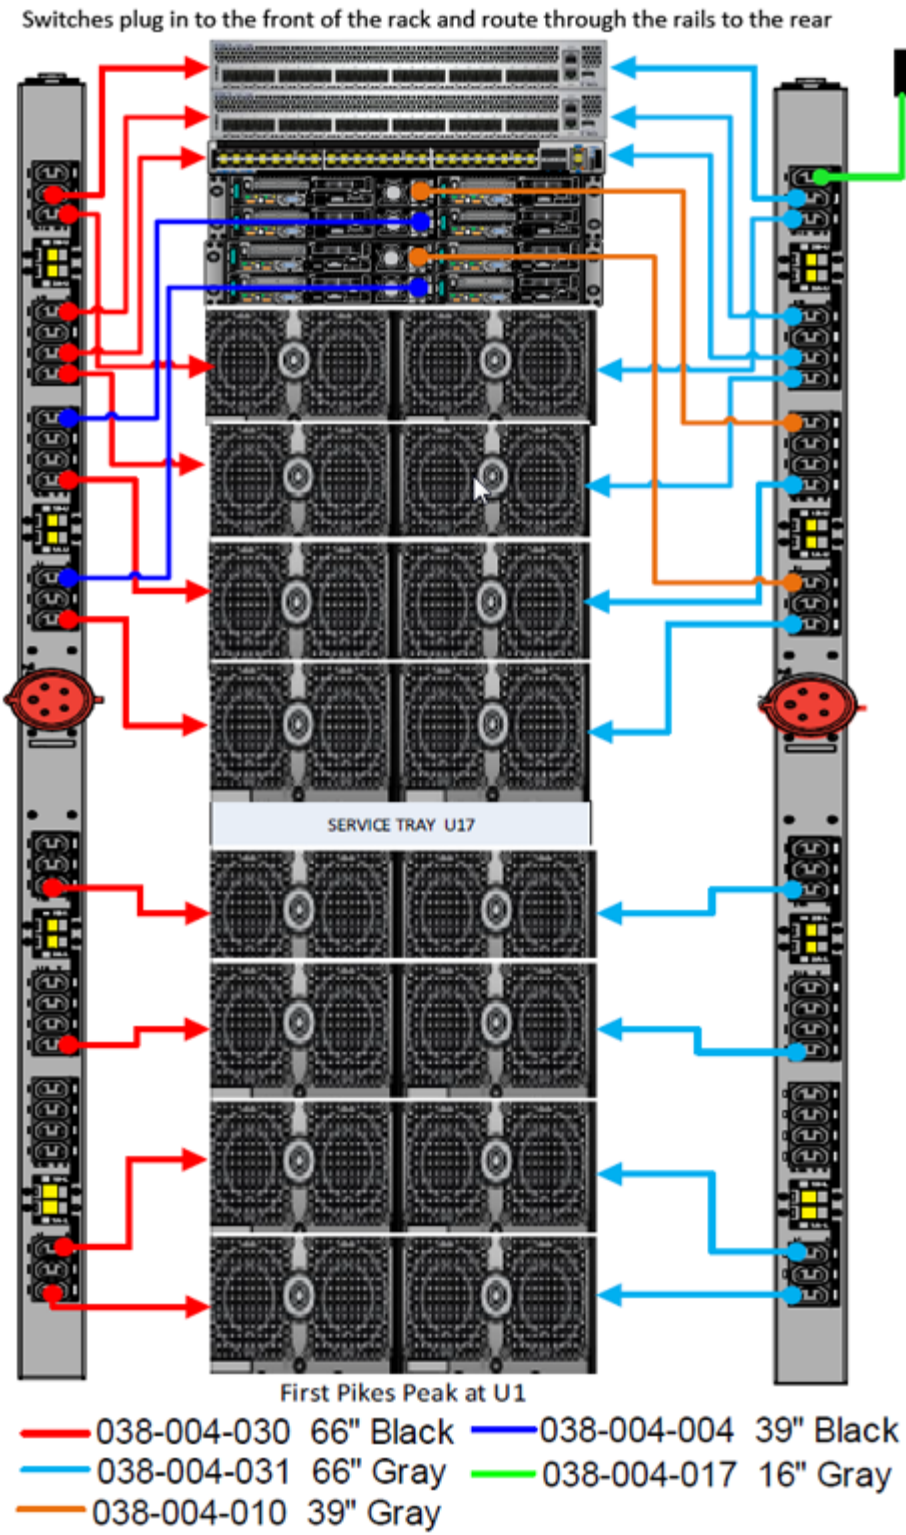 Switches plug in to the front of the rack and route through the rails to the rear
SERVICE TRAY U17
First Pikes Peak at U1
038-004-030 66" Black
038-004-004 39" Black
038-004-031 66" Gray
038-004-017 16" Gray
038-004-010 39" Gray